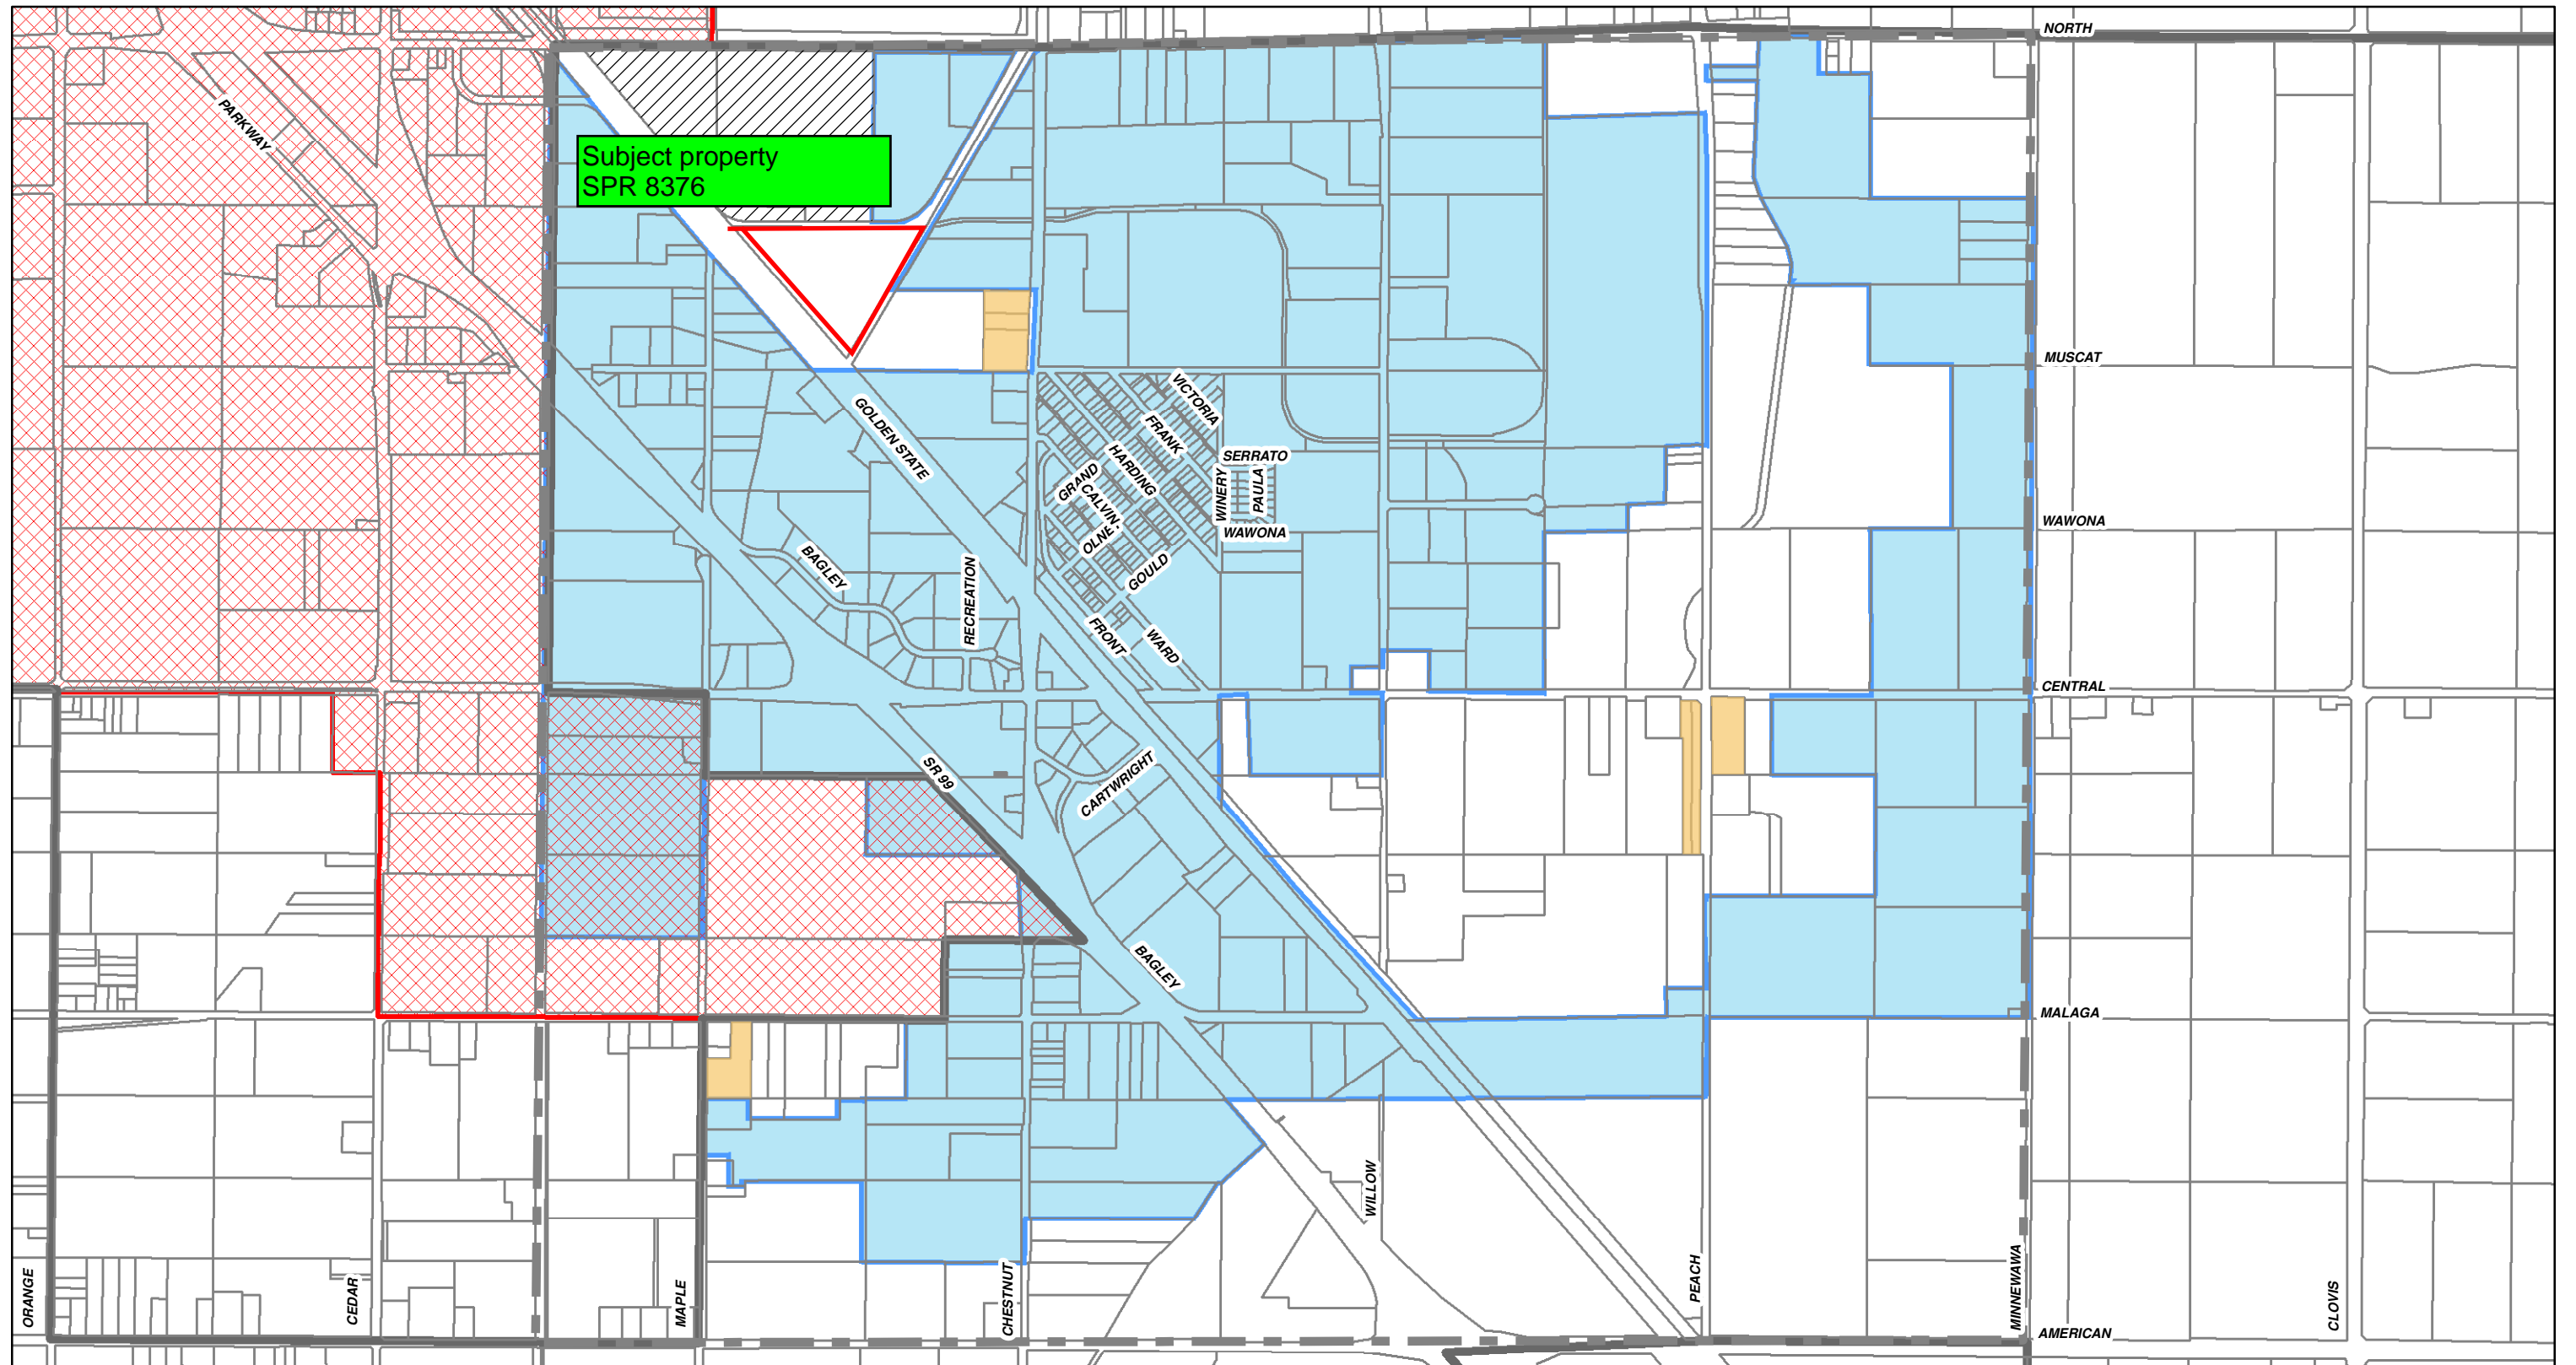 NORTH
PARKWAY
Subject property
SPR 8376
MUSCAT
VICTORIA
GOLDEN STATE
FRANK
HARDING
SERRATO
GRAND
CALVIN
WINERY
PAULA
WAWONA
OLNE
WAWONA
BAGLEY
GOULD
RECREATION
FRONT
WARD
CENTRAL
SR 99
CARTWRIGHT
BAGLEY
MALAGA
WILLOW
ORANGE
CEDAR
MAPLE
CHESTNUT
PEACH
MINNEWAWA
CLOVIS
AMERICAN